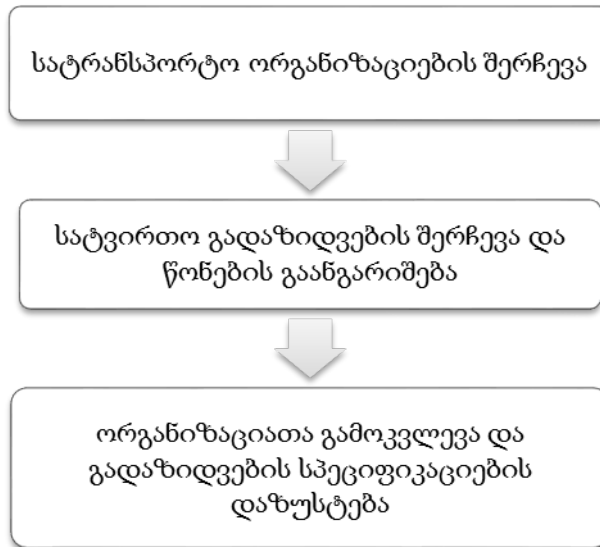 სატრანსპორტო ორგანიზაციების შერჩევა
სატვირთო გადაზიდვების შერჩევა და
წონების გაანგარიშება
ორგანიზაციათა გამოკვლევა და
გადაზიდვების სპეციფიკაციების
დაზუსტება